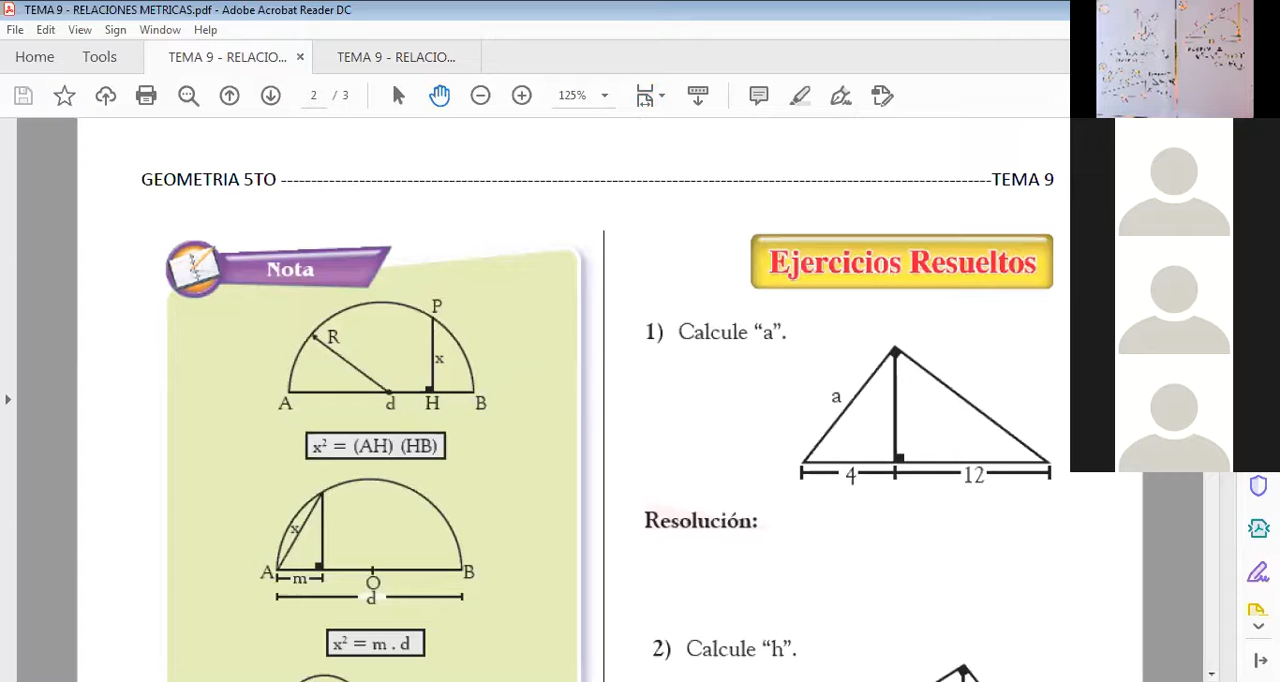 TEMA 9 - RELACIONES METRICAS.pdf - Adobe Acrobat Reader DC
File Edit View Sign Window Help
Home Tools TEMA 9 - RELACIO... × TEMA 9 - RELACIO...
2 / 3 125%
GEOMETRIA 5TO ---TEMA 9
Nota
P
R
x
A d H B
x² = (AH) (HB)
x
A m O B
d
x² = m . d
Ejercicios Resueltos
1) Calcule “a”.
a
4 12
Resolución:
2) Calcule “h”.